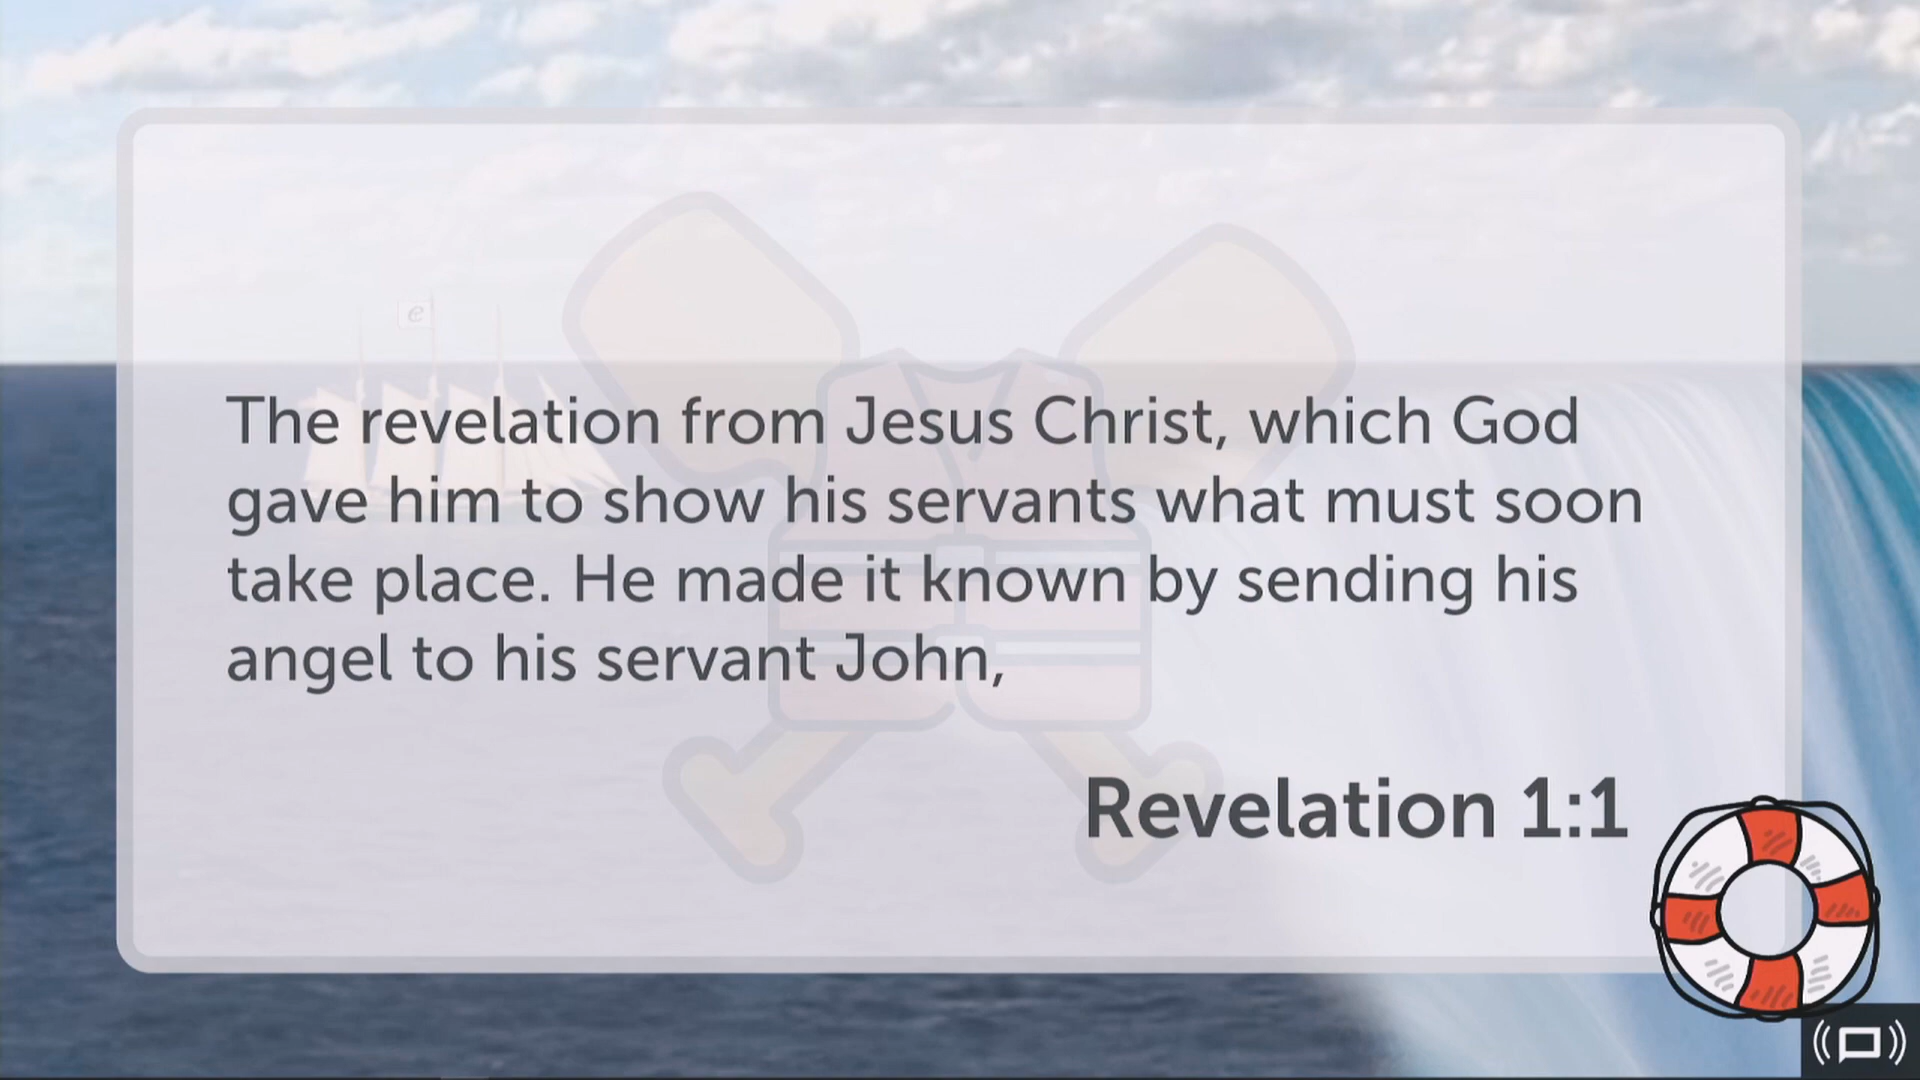 e
The revelation from Jesus Christ, which God
gave him to show his servants what must soon
take place. He made it known by sending his
angel to his servant John,
Revelation 1:1